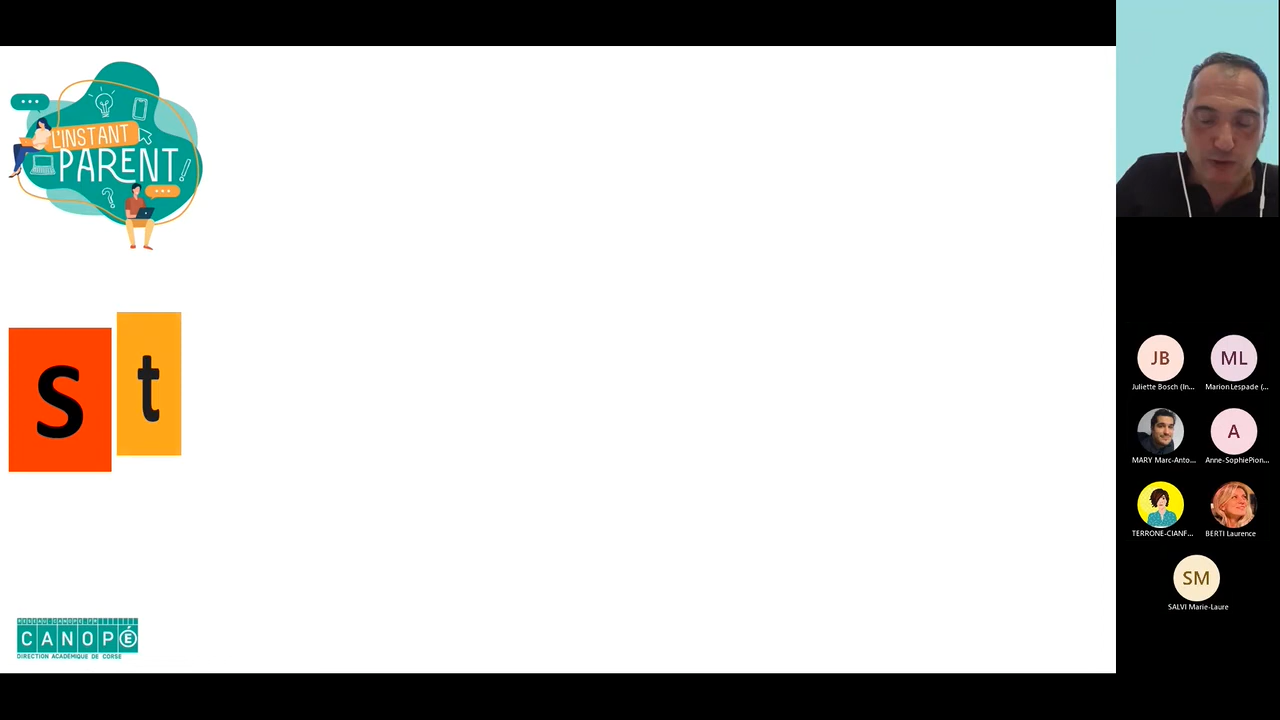 L'INSTANT
PARENT
s t
CANOPÉ
DIRECTION ACADÉMIQUE DE CORSE
JB
Juliette Bosch (In...
ML
Marion Lespade (...
MARY Marc-Anto...
A
Anne-SophiePion...
TERRONE-CIANF...
BERTI Laurence
SM
SALVI Marie-Laure